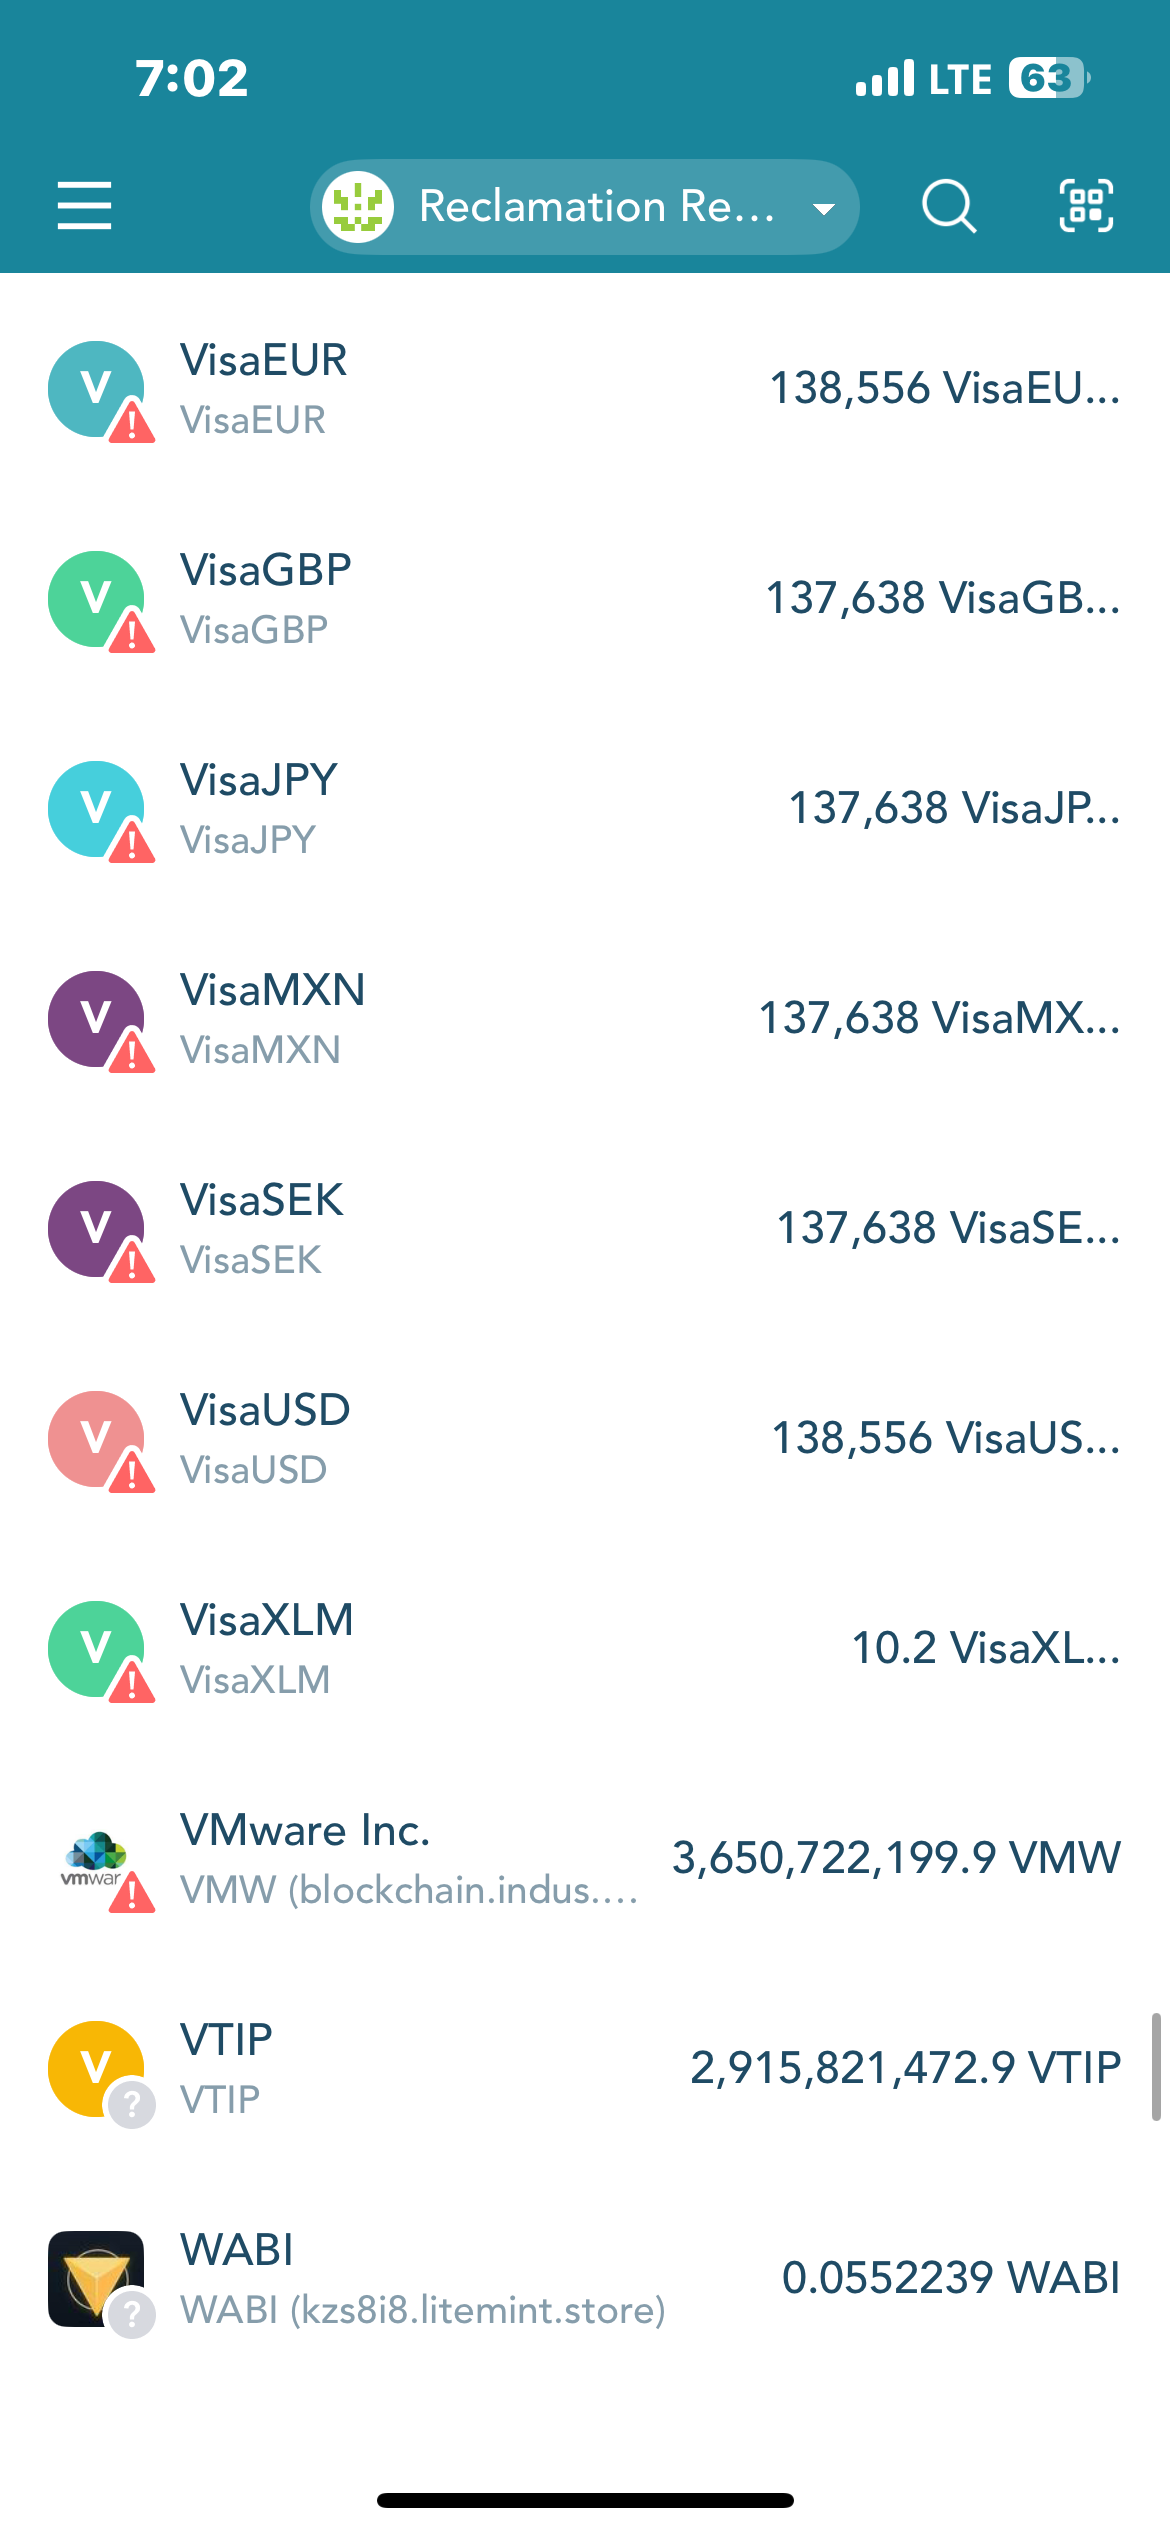 7:02
LTE 63
Reclamation Re...
V
VisaEUR
VisaEUR
138,556 VisaEU...
V
VisaGBP
VisaGBP
137,638 VisaGB...
V
VisaJPY
VisaJPY
137,638 VisaJP...
V
VisaMXN
VisaMXN
137,638 VisaMX...
V
VisaSEK
VisaSEK
137,638 VisaSE...
V
VisaUSD
VisaUSD
138,556 VisaUS...
V
VisaXLM
VisaXLM
10.2 VisaXL...
vmwar
VMware Inc.
VMW (blockchain.indus....
3,650,722,199.9 VMW
V
?
VTIP
VTIP
2,915,821,472.9 VTIP
?
WABI
WABI (kzs8i8.litemint.store)
0.0552239 WABI